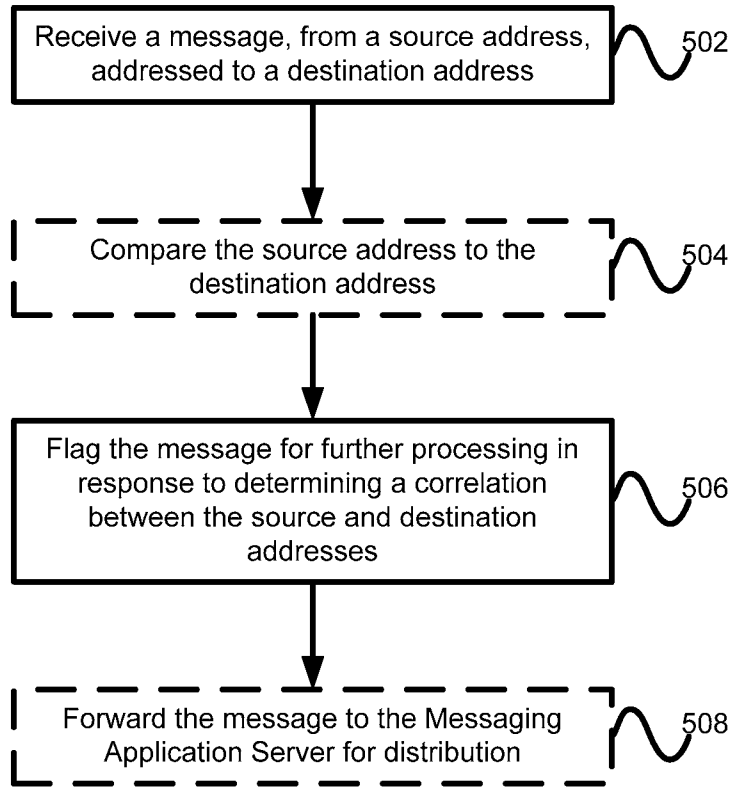 Receive a message, from a source address,
addressed to a destination address
502
Compare the source address to the
destination address
504
Flag the message for further processing in
response to determining a correlation
between the source and destination
addresses
506
Forward the message to the Messaging
Application Server for distribution
508